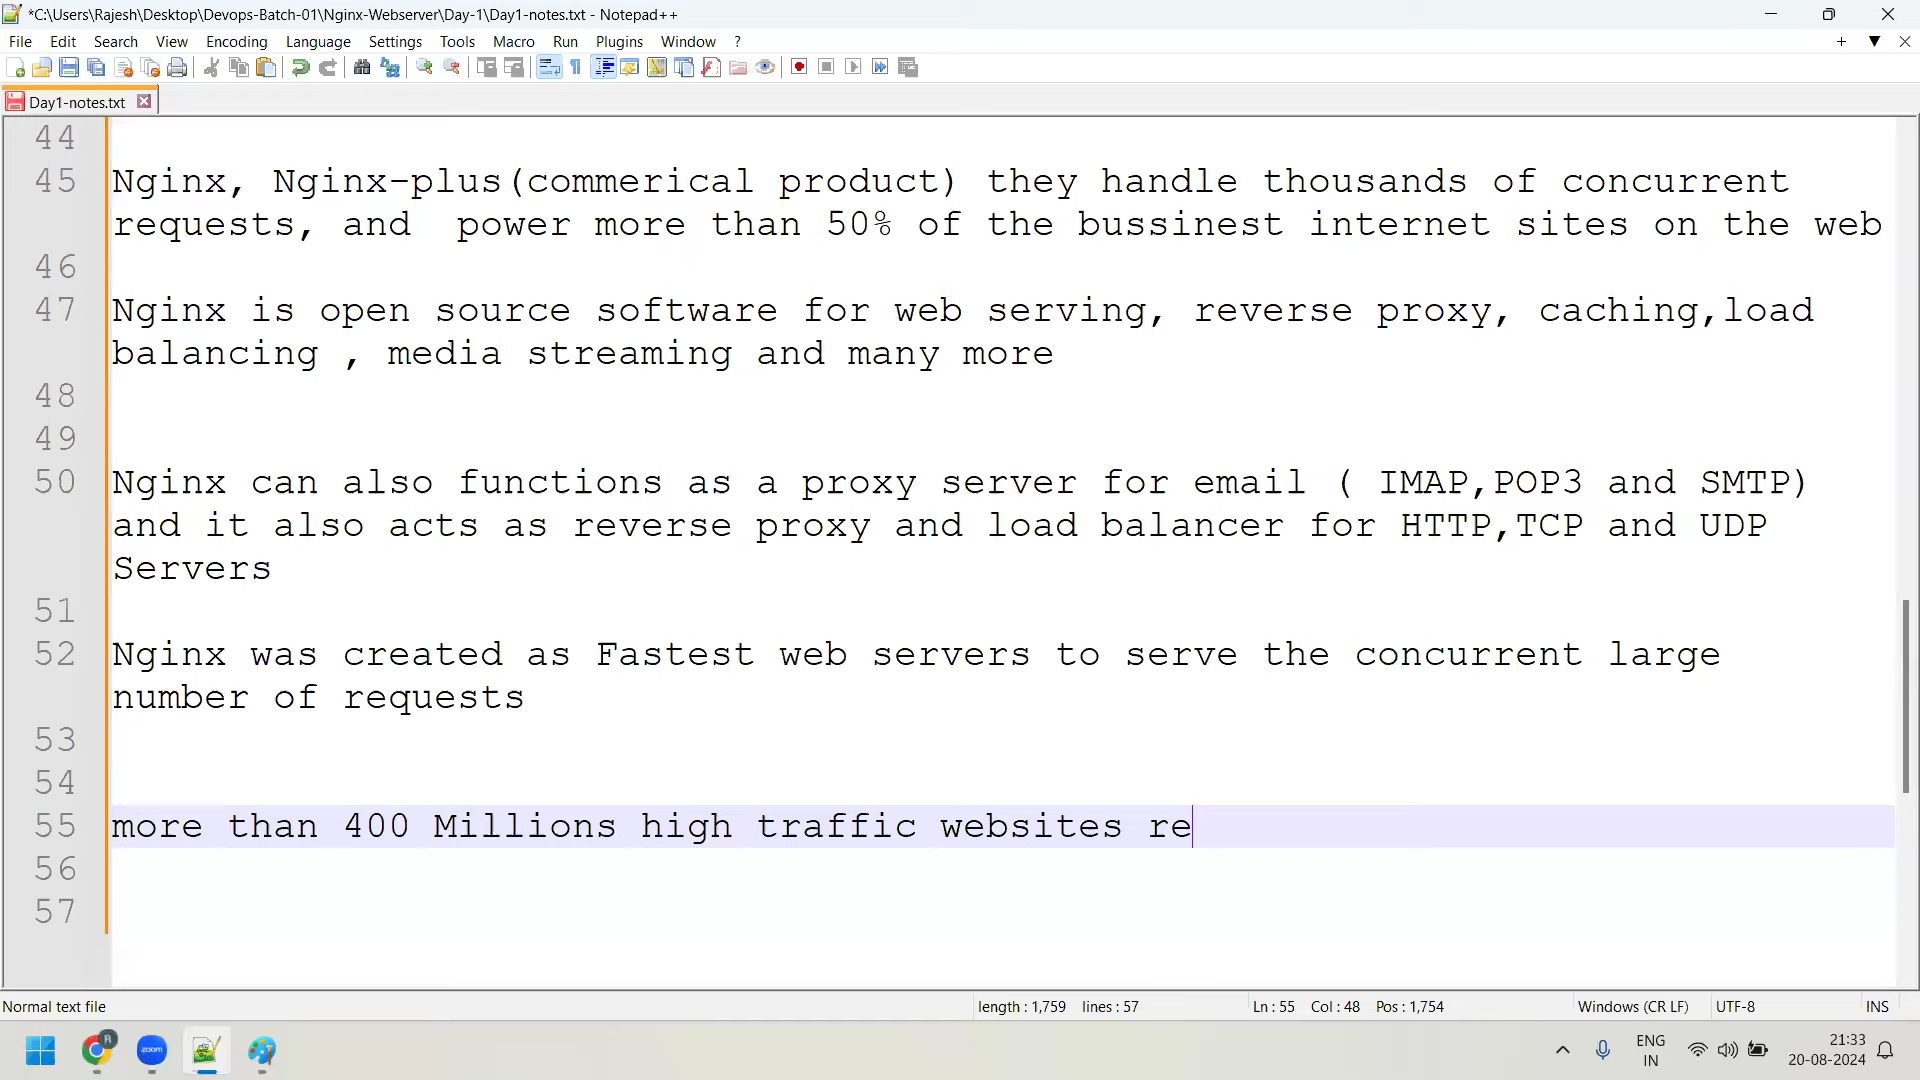 *C:\Users\Rajesh\Desktop\Devops-Batch-01\Nginx-Webserver\Day-1\Day1-notes.txt - Notepad++
File Edit Search View Encoding Language Settings Tools Macro Run Plugins Window ?
Day1-notes.txt
44
45 Nginx, Nginx-plus(commerical product) they handle thousands of concurrent
requests, and  power more than 50% of the bussinest internet sites on the web
46
47 Nginx is open source software for web serving, reverse proxy, caching,load
balancing , media streaming and many more
48
49
50 Nginx can also functions as a proxy server for email ( IMAP,POP3 and SMTP)
and it also acts as reverse proxy and load balancer for HTTP,TCP and UDP
Servers
51
52 Nginx was created as Fastest web servers to serve the concurrent large
number of requests
53
54
55 more than 400 Millions high traffic websites re
56
57
Normal text file length : 1,759 lines : 57 Ln : 55 Col : 48 Pos : 1,754 Windows (CR LF) UTF-8 INS
zoom ENG 21:33
IN 20-08-2024